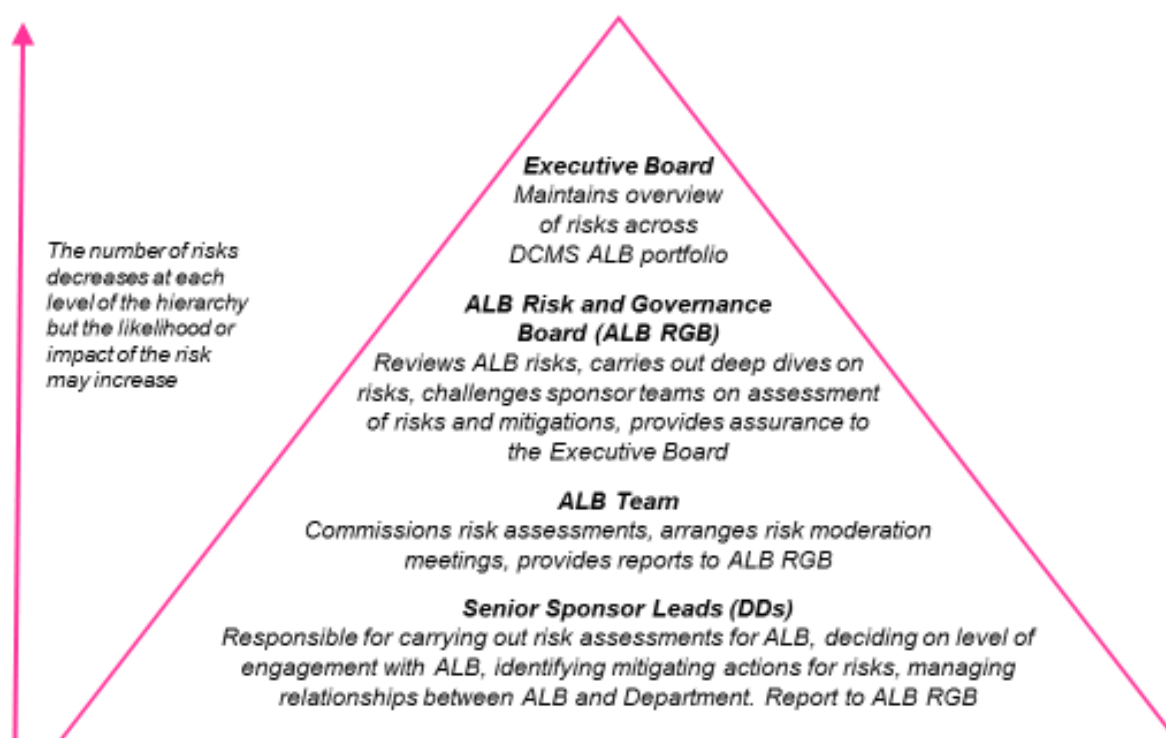 Executive Board
Maintains overview
of risks across
DCMS ALB portfolio
The number of risks
decreases at each
level of the hierarchy
but the likelihood or
impact of the risk
may increase
ALB Risk and Governance
Board (ALB RGB)
Reviews ALB risks, carries out deep dives on
risks, challenges sponsor teams on assessment
of risks and mitigations, provides assurance to
the Executive Board
ALB Team
Commissions risk assessments, arranges risk moderation
meetings, provides reports to ALB RGB
Senior Sponsor Leads (DDs)
Responsible for carrying out risk assessments for ALB, deciding on level of
engagement with ALB, identifying mitigating actions for risks, managing
relationships between ALB and Department. Report to ALB RGB